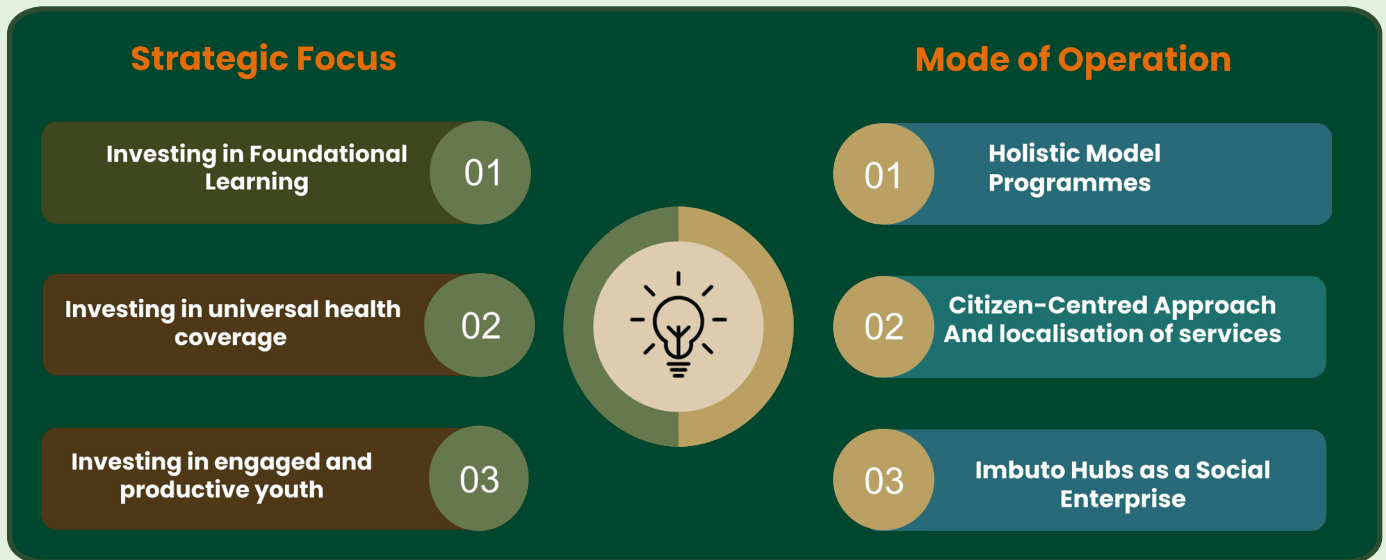 Strategic Focus
Investing in Foundational
Learning
01
Investing in universal health
coverage
02
Investing in engaged and
productive youth
03
Mode of Operation
01
Holistic Model
Programmes
02
Citizen-Centred Approach
And localisation of services
03
Imbuto Hubs as a Social
Enterprise